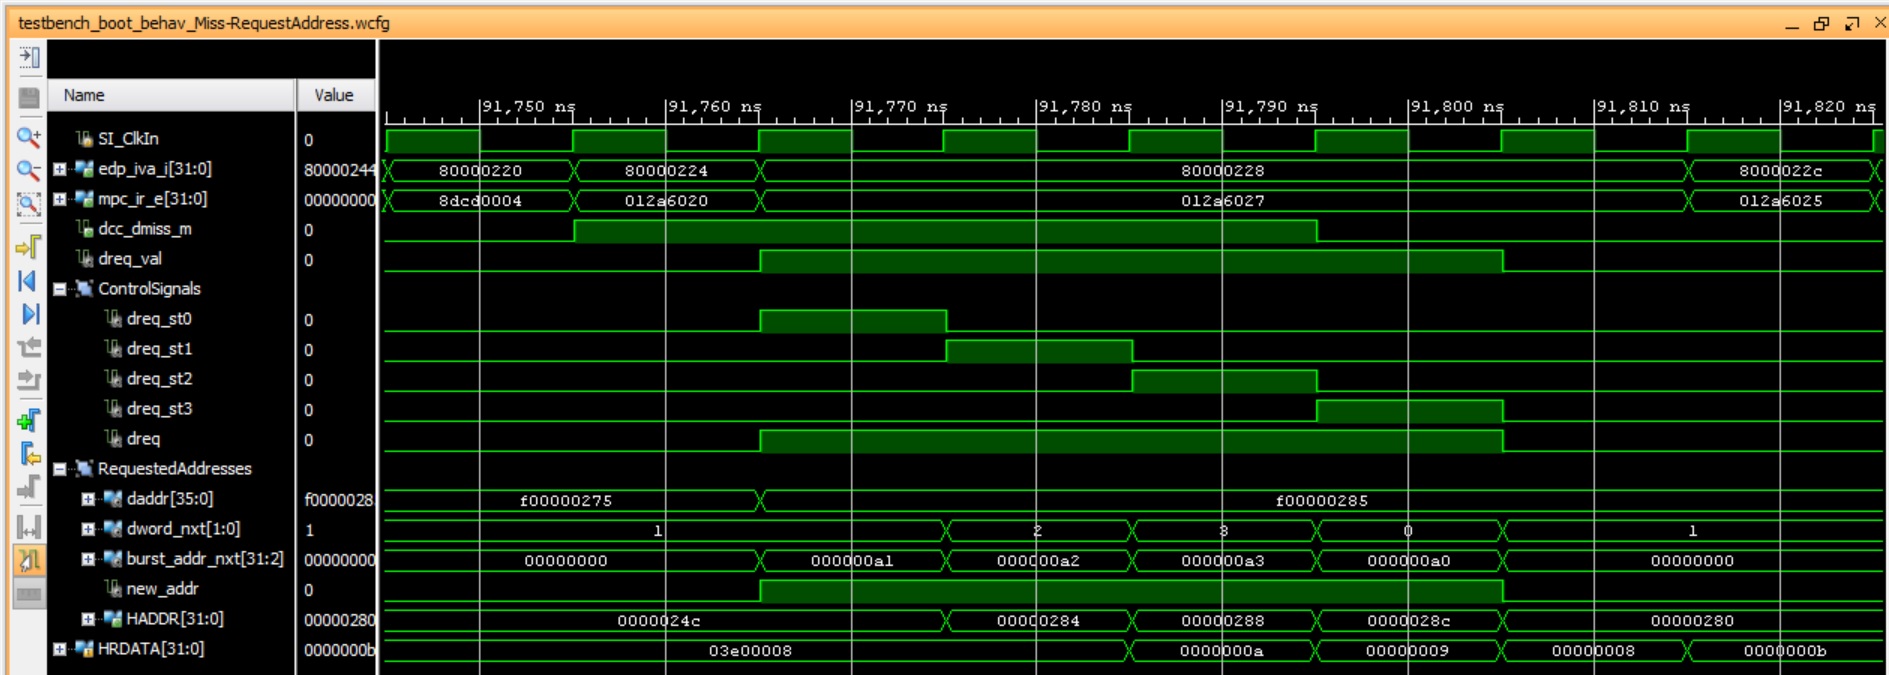 testbench_boot_behav_Miss-RequestAddress.wcfg
Name Value 91,750 ns 91,760 ns 91,770 ns 91,780 ns 91,790 ns 91,800 ns 91,810 ns 91,820 ns
SI_ClkIn 0
edp_iva_i[31:0] 80000244 80000220 80000224 80000228 8000022c
mpc_ir_e[31:0] 00000000 8dcd0004 012a6020 012a6027 012a6025
dcc_dmiss_m 0
dreq_val 0
ControlSignals
dreq_st0 0
dreq_st1 0
dreq_st2 0
dreq_st3 0
dreq 0
RequestedAddresses
daddr[35:0] f00000028 f00000275 f00000285
dword_nxt[1:0] 1 1 2 3 0 1
burst_addr_nxt[31:2] 00000000 00000000 000000a1 000000a2 000000a3 000000a0 00000000
new_addr 0
HADDR[31:0] 00000280 0000024c 00000284 00000288 0000028c 00000280
HRDATA[31:0] 0000000b 03e00008 0000000a 00000009 00000008 0000000b